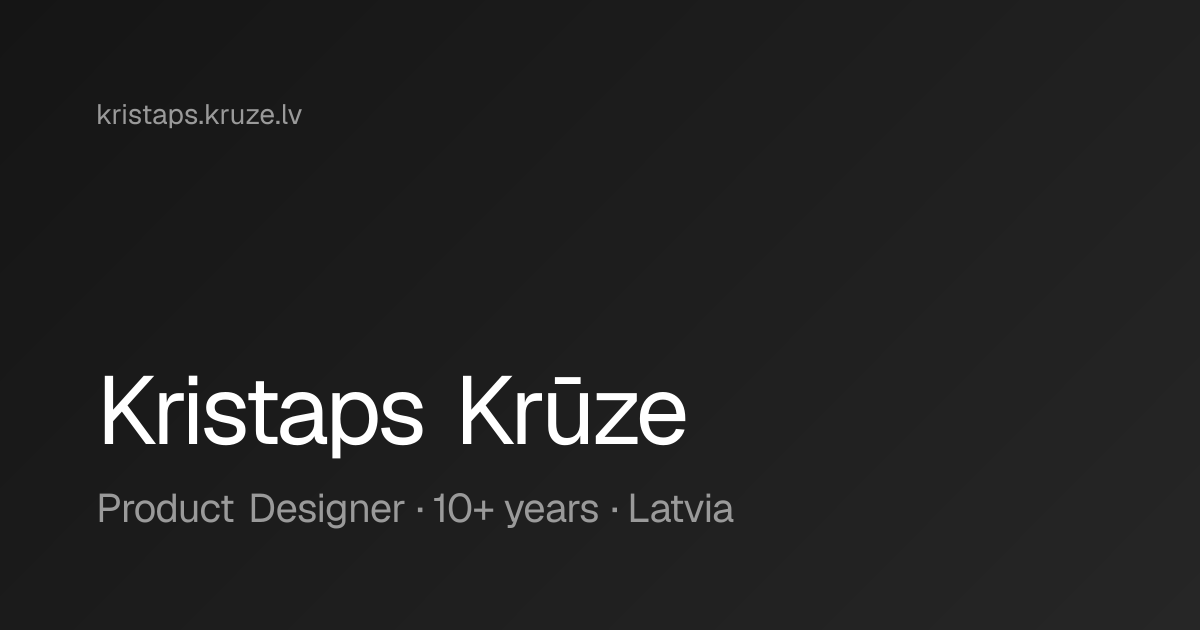 kristaps.kruze.lv
Kristaps Krūze
Product Designer · 10+ years · Latvia